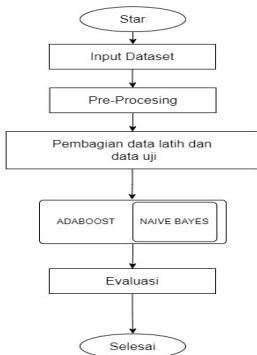 Star
Input Dataset
Pre-Procesing
Pembagian data latih dan
data uji
ADABOOST
NAIVE BAYES
Evaluasi
Selesai